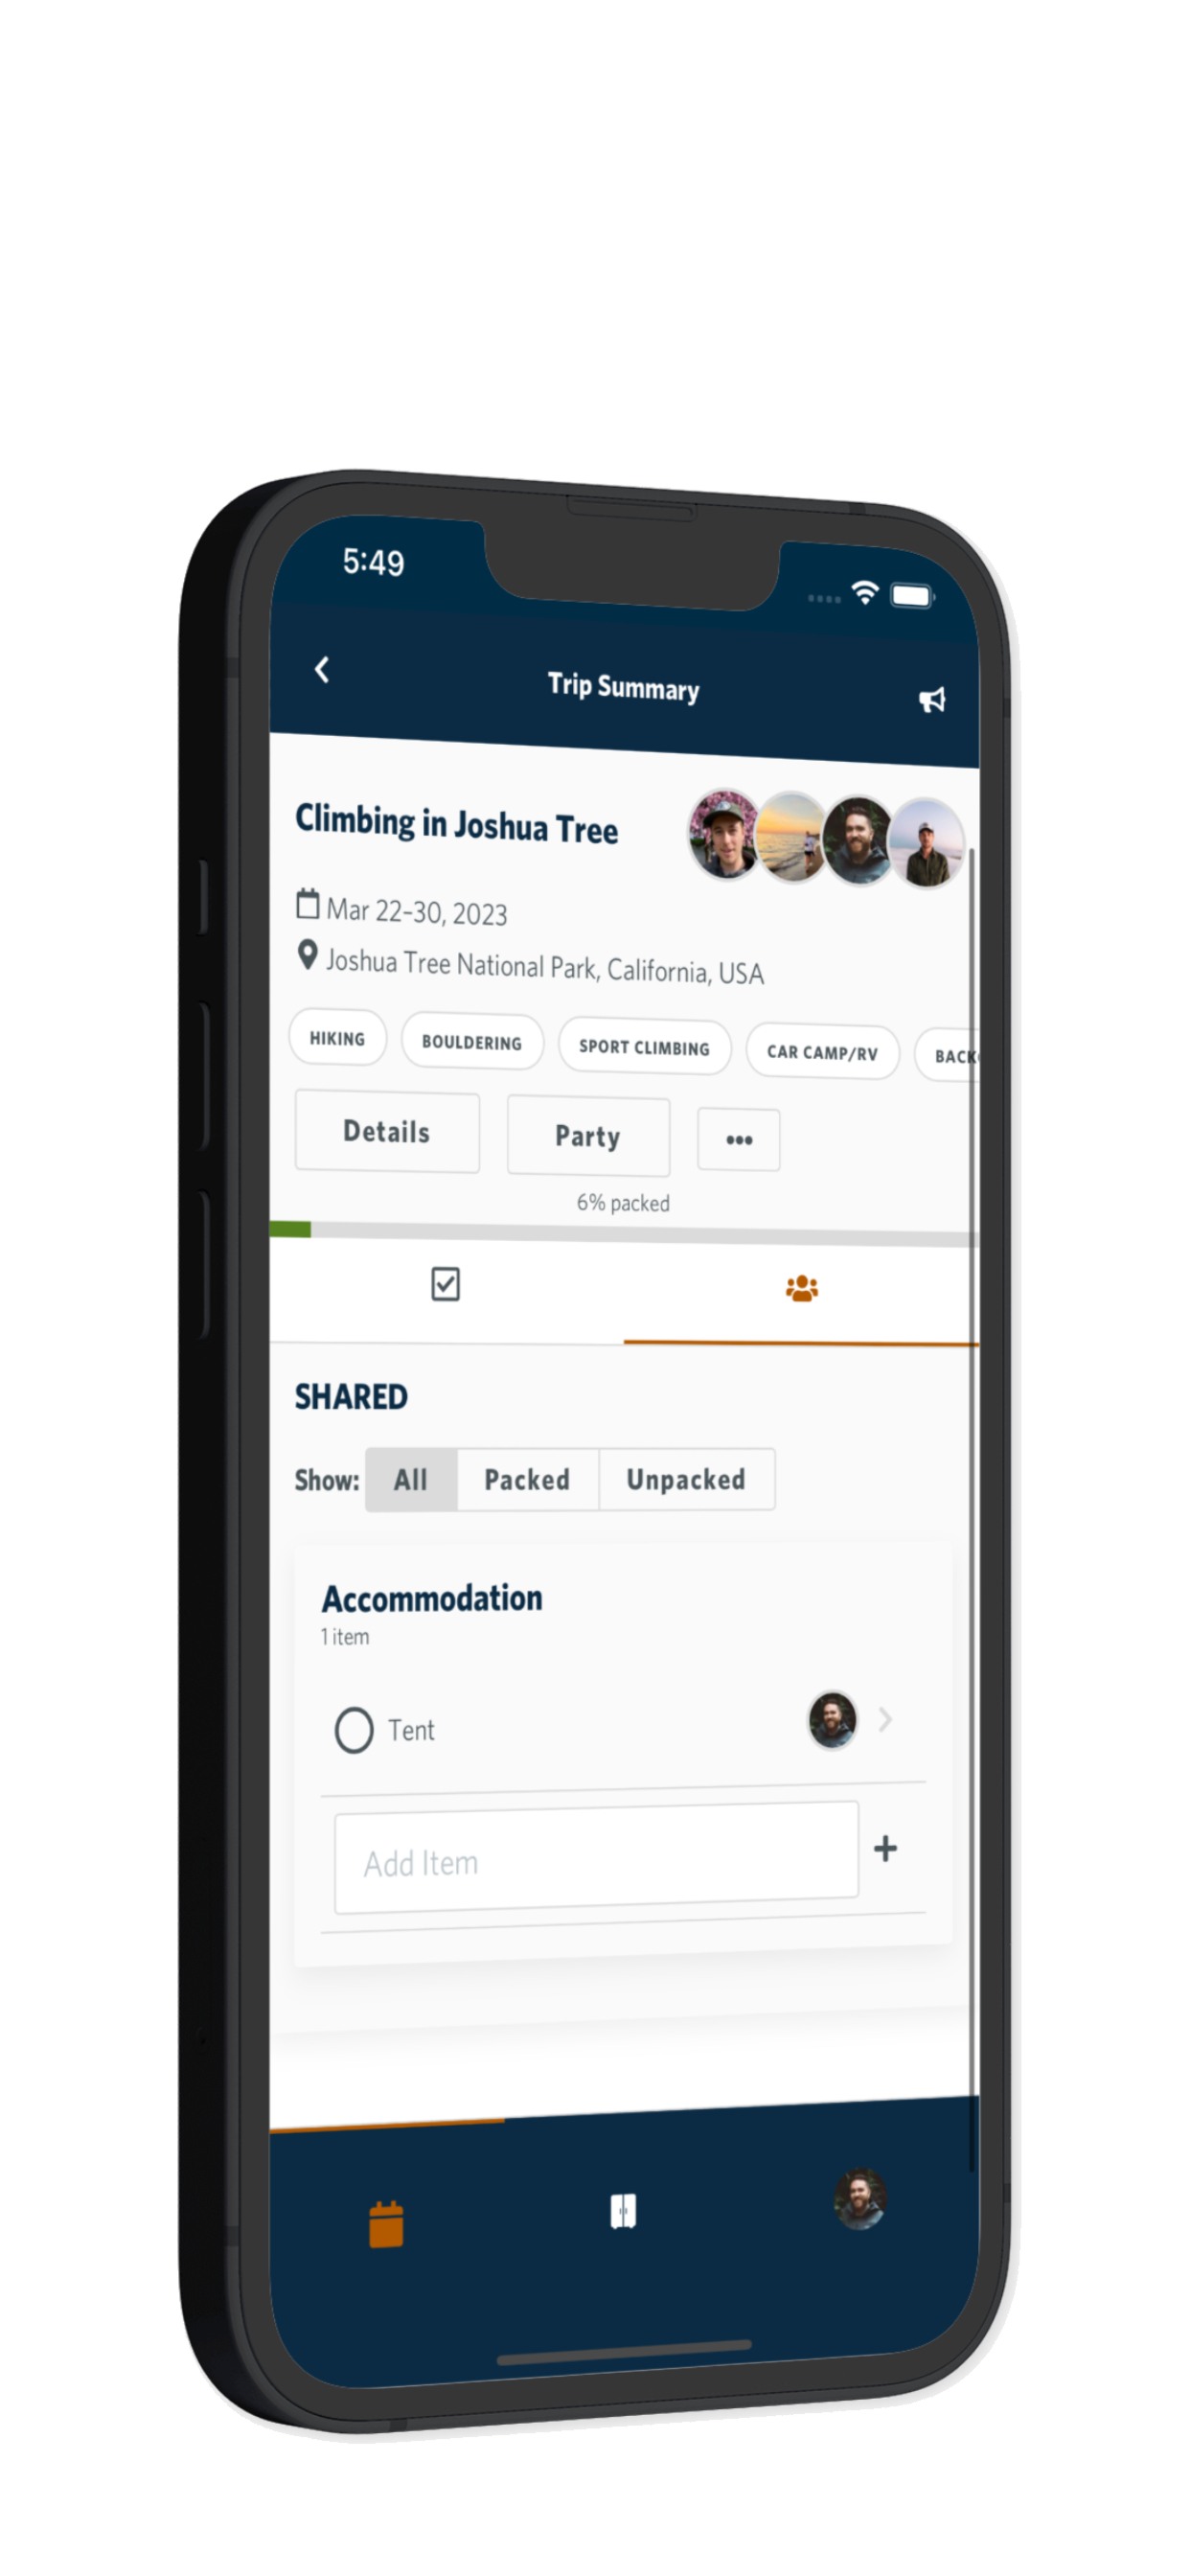 5:49
Trip Summary
Climbing in Joshua Tree
Mar 22-30, 2023
Joshua Tree National Park, California, USA
HIKING BOULDERING SPORT CLIMBING CAR CAMP/RV BACK
Details Party •••
6% packed
SHARED
Show: All Packed Unpacked
Accommodation
1 item
Tent
Add Item